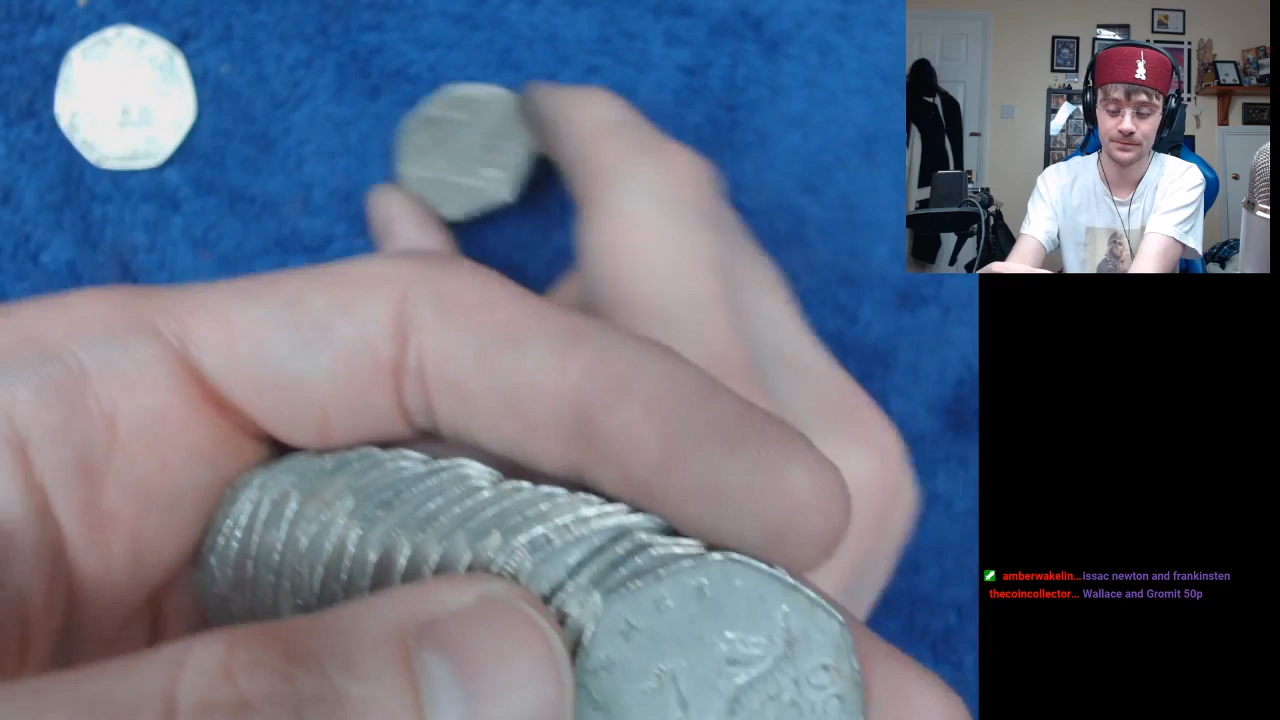 amberwakelin... issac newton and frankinsten
thecoincollector... Wallace and Gromit 50p